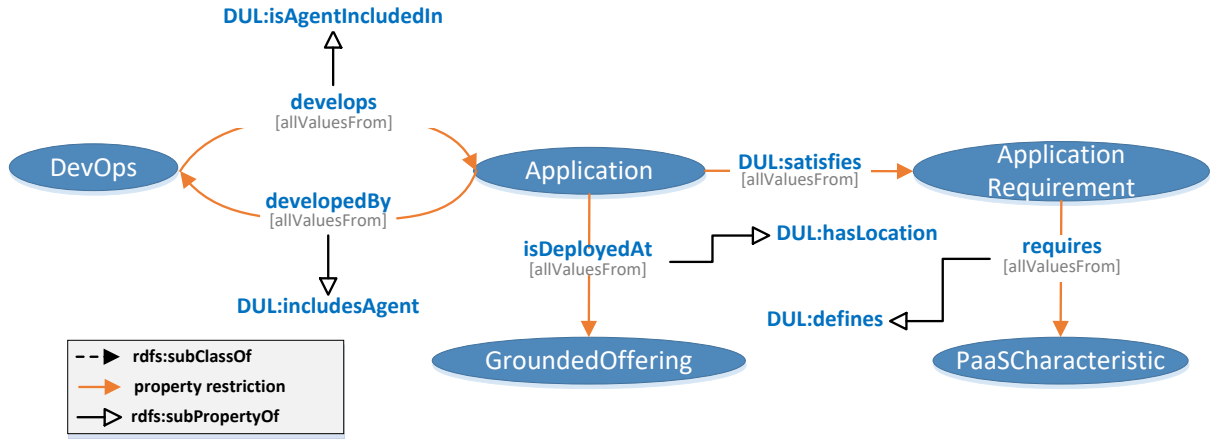 DUL:isAgentIncludedIn
develops
[allValuesFrom]
DevOps
Application
DUL:satisfies
[allValuesFrom]
Application
Requirement
developedBy
[allValuesFrom]
isDeployedAt
[allValuesFrom]
DUL:hasLocation
requires
[allValuesFrom]
DUL:includesAgent
DUL:defines
rdfs:subClassOf
property restriction
rdfs:subPropertyOf
GroundedOffering
PaaSCharacteristic